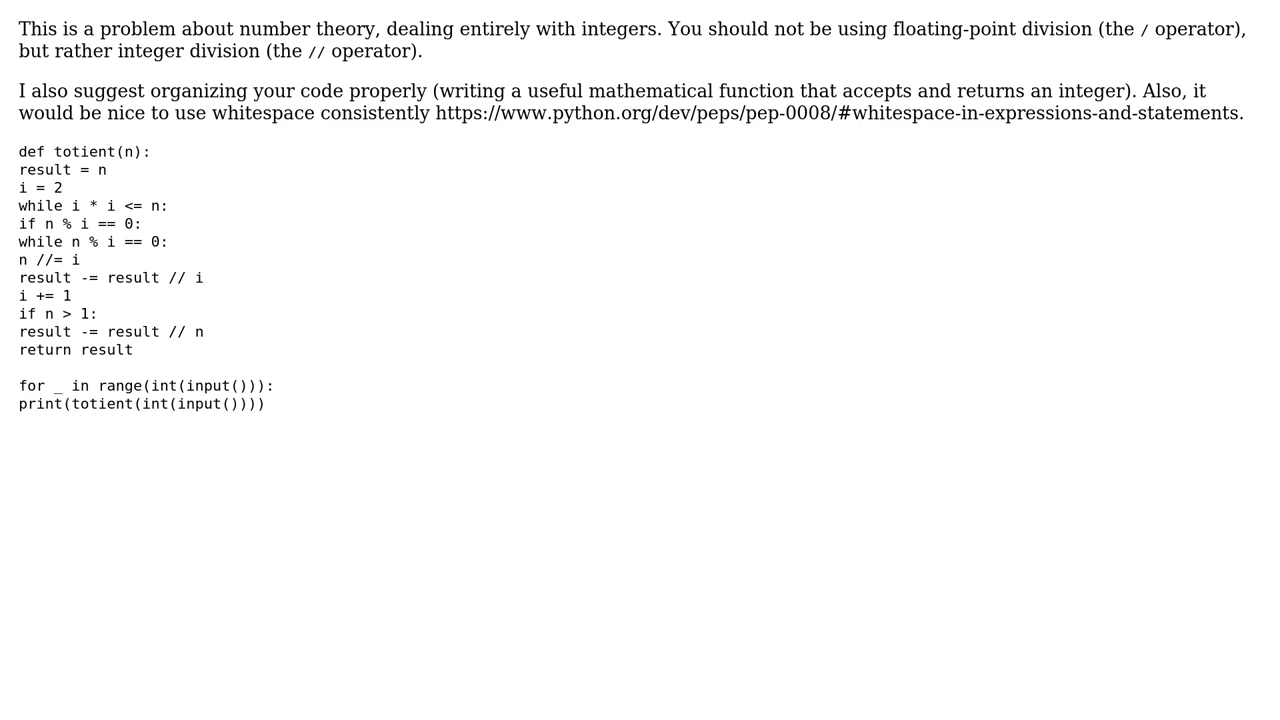 This is a problem about number theory, dealing entirely with integers. You should not be using floating-point division (the / operator),
but rather integer division (the // operator).
I also suggest organizing your code properly (writing a useful mathematical function that accepts and returns an integer). Also, it
would be nice to use whitespace consistently https://www.python.org/dev/peps/pep-0008/#whitespace-in-expressions-and-statements.
def totient(n):
result = n
i = 2
while i * i <= n:
if n % i == 0:
while n % i == 0:
n //= i
result -= result // i
i += 1
if n > 1:
result -= result // n
return result
for _ in range(int(input())):
print(totient(int(input())))